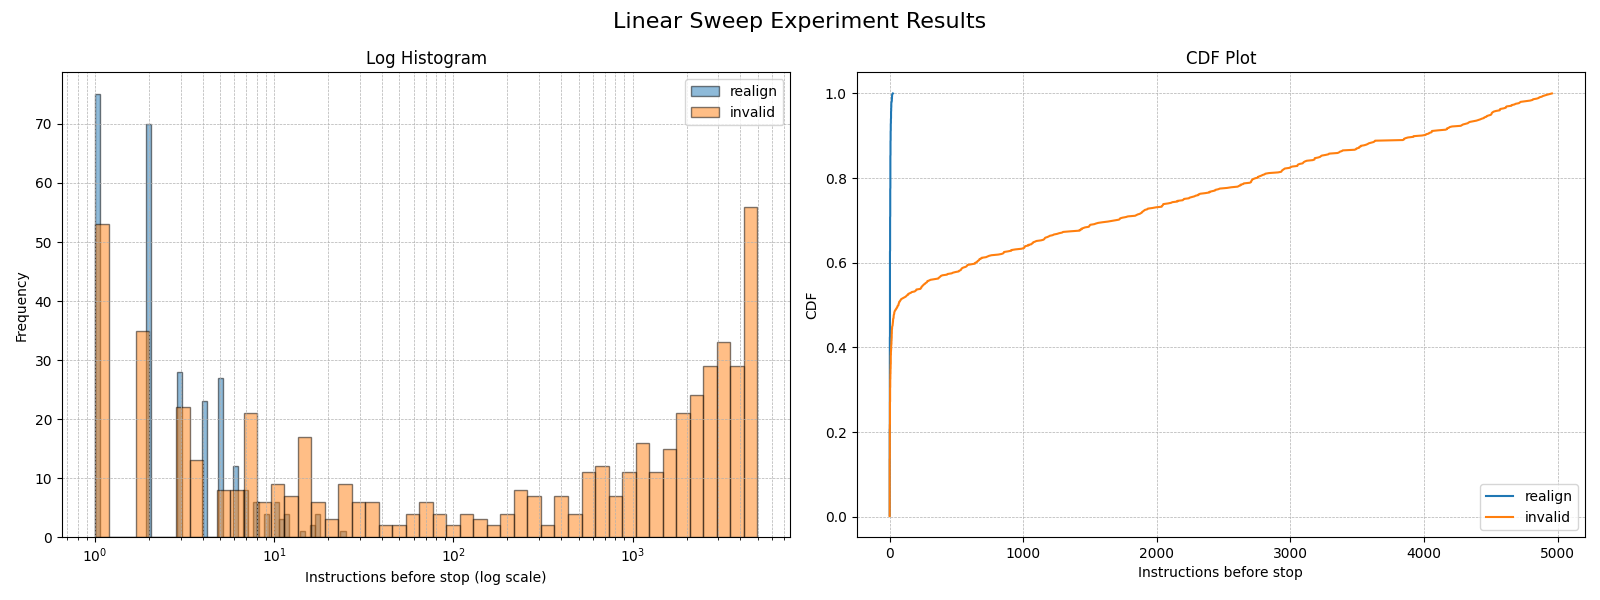 Linear Sweep Experiment Results
Log Histogram
Frequency
70
60
50
40
30
20
10
0
10⁰
10¹
10²
10³
Instructions before stop (log scale)
realign
invalid
CDF Plot
CDF
1.0
0.8
0.6
0.4
0.2
0.0
0
1000
2000
3000
4000
5000
Instructions before stop
realign
invalid